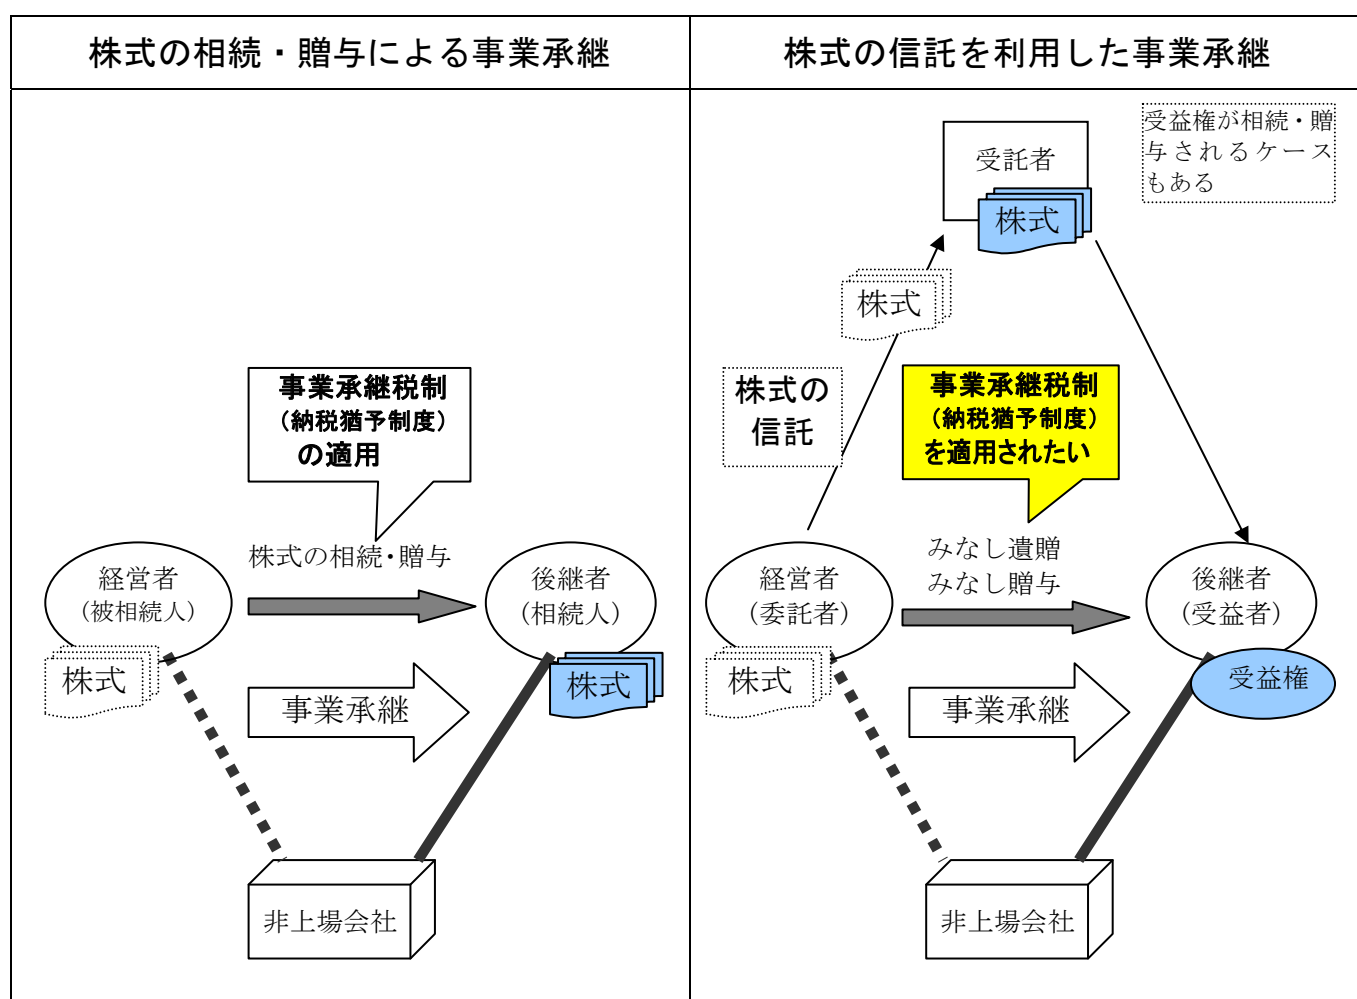 株式の相続・贈与による事業承継
事業承継税制
（納税猶予制度）
の適用
株式の相続・贈与
経営者
（被相続人）
後継者
（相続人）
株式
株式
事業承継
非上場会社
株式の信託を利用した事業承継
受益権が相続・贈
与されるケース
もある
受託者
株式
株式
株式の
信託
事業承継税制
（納税猶予制度）
を適用されたい
みなし遺贈
みなし贈与
経営者
（委託者）
後継者
（受益者）
株式
受益権
事業承継
非上場会社